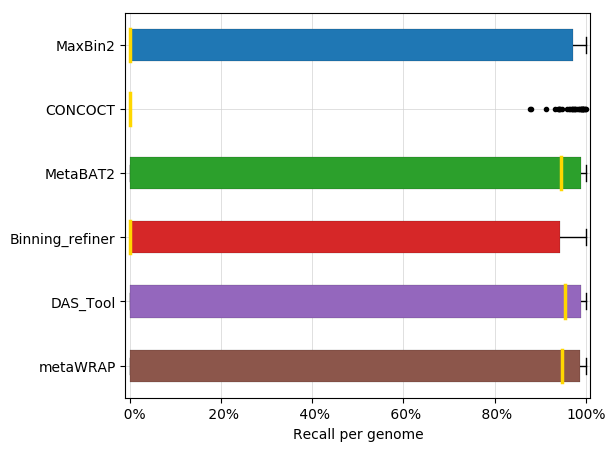 MaxBin2
CONCOCT
MetaBAT2
Binning_refiner
DAS_Tool
metaWRAP
0% 20% 40% 60% 80% 100%
Recall per genome